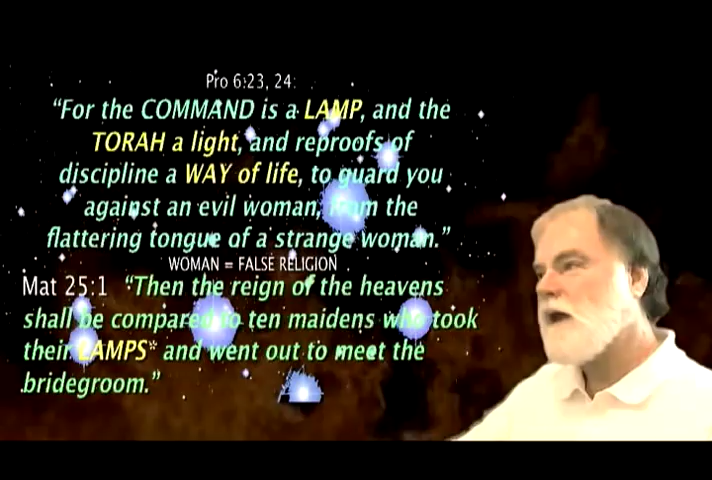 Pro 6:23, 24:
"For the COMMAND is a LAMP, and the
TORAH a light, and reproofs of
discipline a WAY of life, to guard you
against an evil woman, from the
flattering tongue of a strange woman."
WOMAN = FALSE RELIGION
Mat 25:1 "Then the reign of the heavens
shall be compared to ten maidens who took
their LAMPS* and went out to meet the
bridegroom."